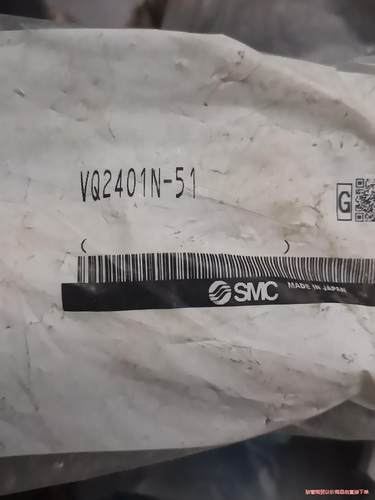 VQ2401N-51
G
( )
SMC MADE IN JAPAN